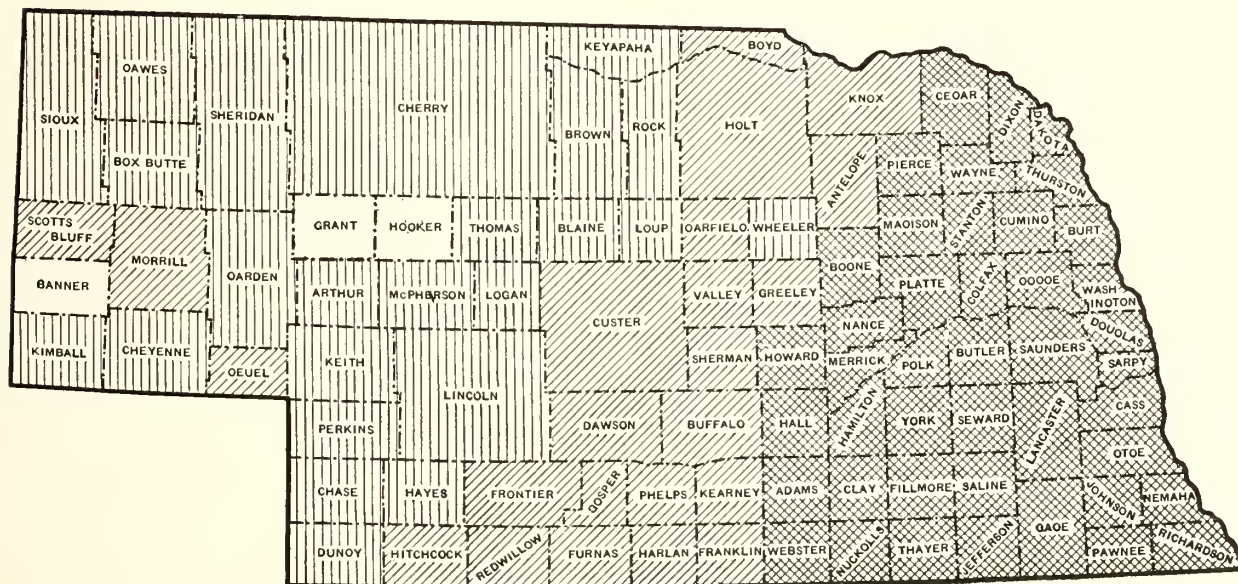 KEYAPAHA
BOYD
OAWES
SIOUX
SHERIDAN
CHERRY
BROWN
ROCK
HOLT
KNOX
CEOAR
DIXON
DAKOTA
BOX BUTTE
ANTELOPE
PIERCE
WAYNE
THURSTON
SCOTTS
BLUFF
MORRILL
OARDEN
GRANT
HOOKER
THOMAS
BLAINE
LOUP
OARFIELD
WHEELER
MAOISON
STANTON
CUMINO
BURT
BANNER
ARTHUR
McPHERSON
LOGAN
CUSTER
VALLEY
GREELEY
BOONE
PLATTE
COLFAX
OOOOE
WASH
INOTON
KIMBALL
CHEYENNE
OEUEL
KEITH
LINCOLN
SHERMAN
HOWARD
NANCE
MERRICK
POLK
BUTLER
SAUNDERS
DOUGLAS
SARPY
PERKINS
DAWSON
BUFFALO
HALL
HAMILTON
YORK
SEWARD
LANCASTER
CASS
OTOE
CHASE
HAYES
FRONTIER
OOSPER
PHELPS
KEARNEY
ADAMS
CLAY
FILLMORE
SALINE
JOHNSON
NEMAHA
DUNOY
HITCHCOCK
REDWILLOW
FURNAS
HARLAN
FRANKLIN
WEBSTER
NUCKOLLS
THAYER
JEFFERSON
OAOE
PAWNEE
RICHARDSON